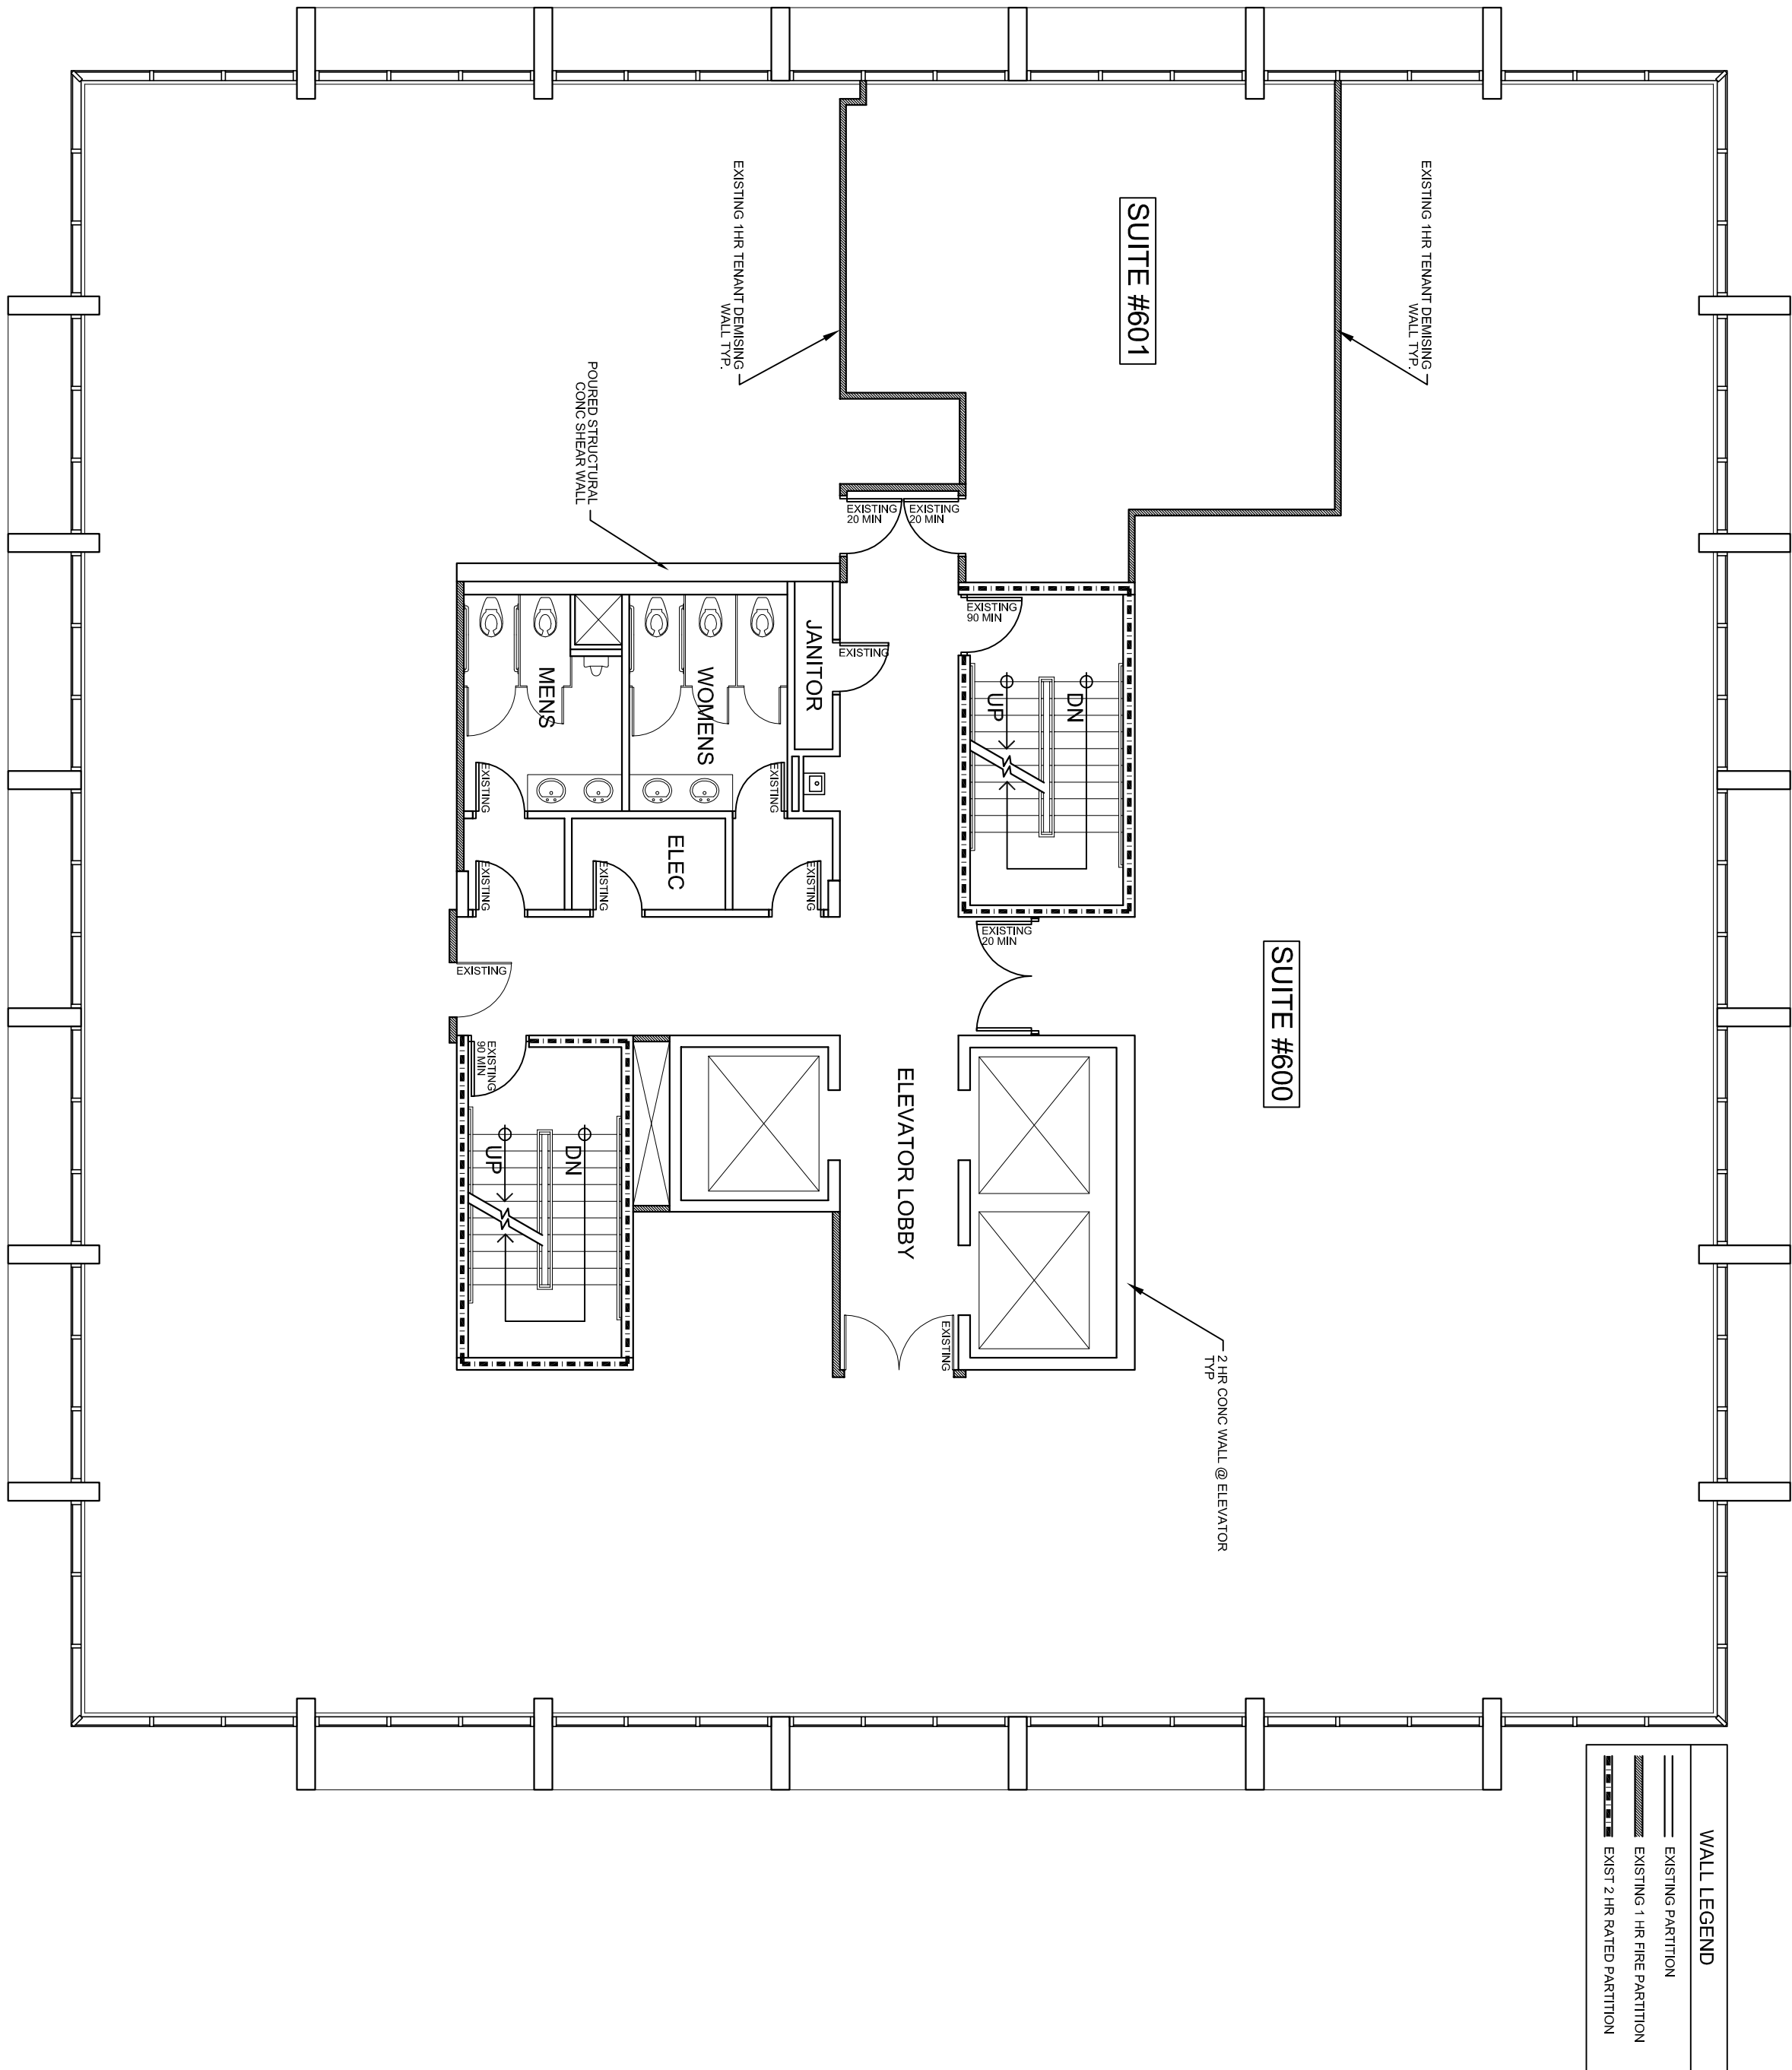 WALL LEGEND
EXISTING PARTITION
EXISTING 1 HR FIRE PARTITION
EXIST 2 HR RATED PARTITION
EXISTING 1HR TENANT DEMISING
WALL TYP.
SUITE #600
2 HR CONC WALL @ ELEVATOR
TYP
SUITE #601
DN
UP
EXISTING
90 MIN
EXISTING
20 MIN
EXISTING
20 MIN
EXISTING
20 MIN
EXISTING
ELEVATOR LOBBY
EXISTING
EXISTING 1HR TENANT DEMISING
WALL TYP.
JANITOR
EXISTING
EXISTING
WOMENS
ELEC
EXISTING
MENS
EXISTING
EXISTING
EXISTING
EXISTING
90 MIN
DN
UP
POURED STRUCTURAL
CONC SHEAR WALL